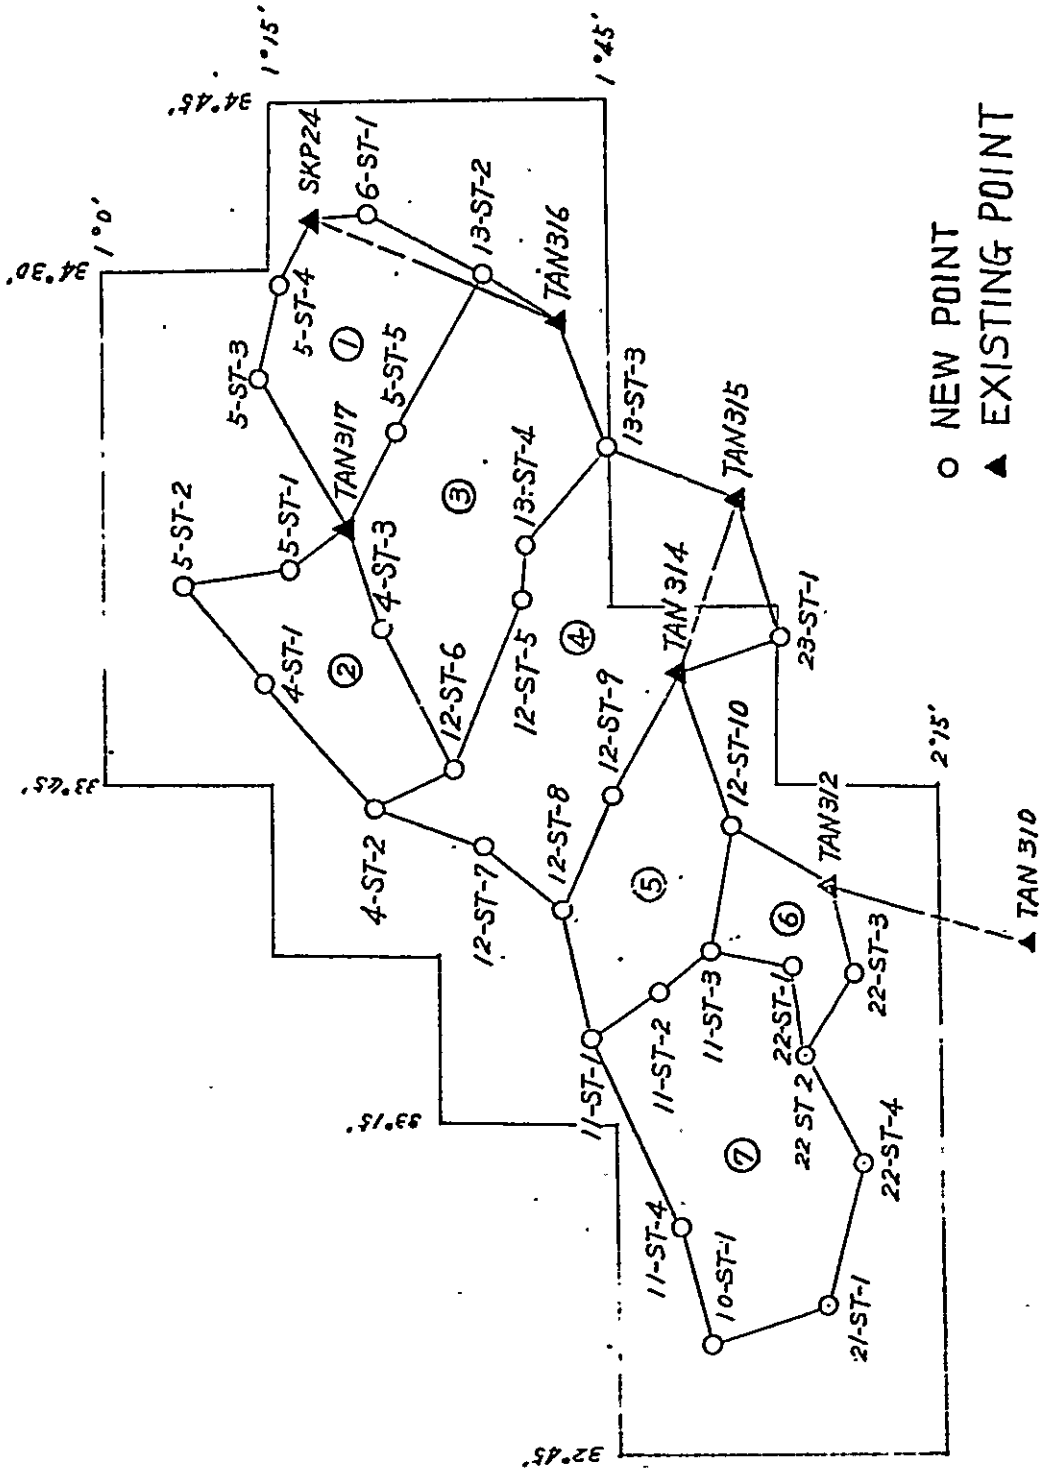 34°45'
1°15'
34°30'
1°0'
1°45'
SKP24
6-ST-1
13-ST-2
TAN316
5-ST-4
5-ST-3
①
5-ST-5
TAN317
5-ST-1
5-ST-2
③
13-ST-4
13-ST-3
TAN315
4-ST-3
②
4-ST-1
12-ST-6
12-ST-5
④
TAN 314
23-ST-1
33°45'
4-ST-2
12-ST-7
12-ST-8
12-ST-9
12-ST-10
2°15'
TAN312
⑤
⑥
TAN 310
11-ST-1
11-ST-2
11-ST-3
22-ST-1
22-ST-3
33°15'
22 ST 2
⑦
22-ST-4
11-ST-4
10-ST-1
21-ST-1
32°45'
NEW POINT
EXISTING POINT